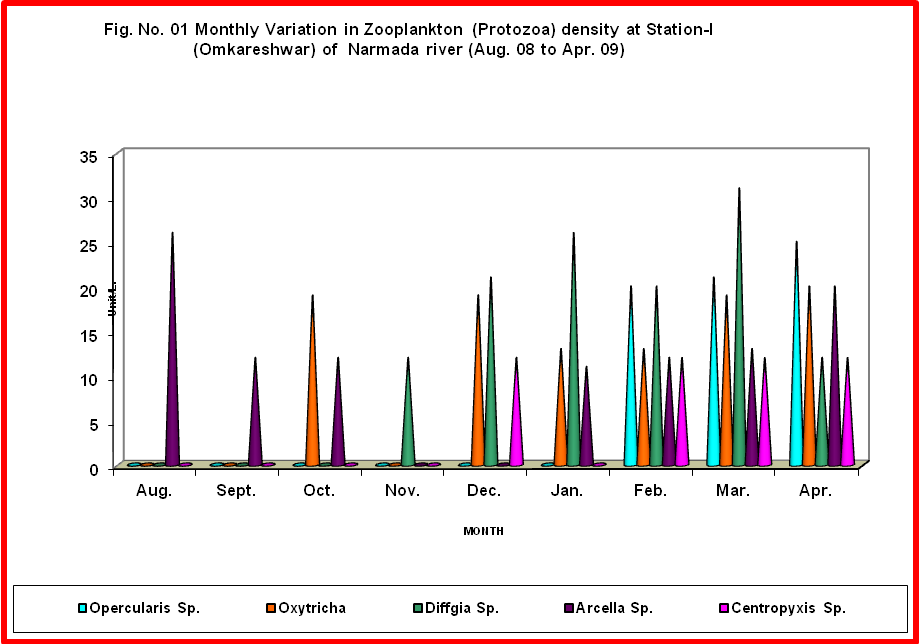 Fig. No. 01 Monthly Variation in Zooplankton (Protozoa) density at Station-I
(Omkareshwar) of Narmada river (Aug. 08 to Apr. 09)
35
30
25
20
15
10
5
0
Unit/L.
Aug. Sept. Oct. Nov. Dec. Jan. Feb. Mar. Apr.
MONTH
Opercularis Sp. Oxytricha Diffgia Sp. Arcella Sp. Centropyxis Sp.